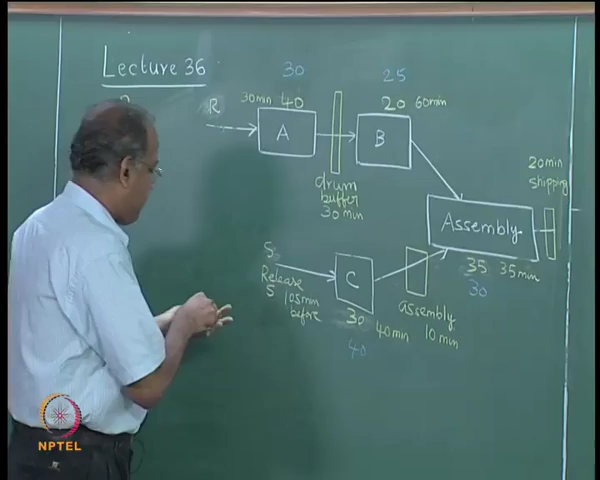 Lecture 36
30
25
R
30min 40
20 60min
A
B
drum
buffer
30 min
20min
shipping
Assembly
35 35min
30
S
Release
S 105min
before
C
30 40min
40
assembly
10 min
NPTEL